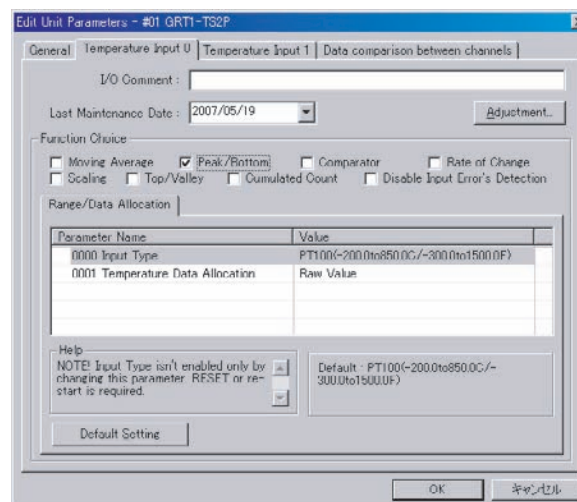 Edit Unit Parameters - #01 GRT1-TS2P
General Temperature Input 0 Temperature Input 1 Data comparison between channels
I/O Comment :
Last Maintenance Date : 2007/05/19 Adjustment...
Function Choice
Moving Average Peak/Bottom Comparator Rate of Change
Scaling Top/Valley Cumulated Count Disable Input Error's Detection
Range/Data Allocation
Parameter Name Value
0000 Input Type PT100(-200.0to850.0C/-300.0to1500.0F)
0001 Temperature Data Allocation Raw Value
Help
NOTE! Input Type isn't enabled only by
changing this parameter. RESET or re-
start is required.
Default : PT100(-200.0to850.0C/-
300.0to1500.0F)
Default Setting
OK キャンセル